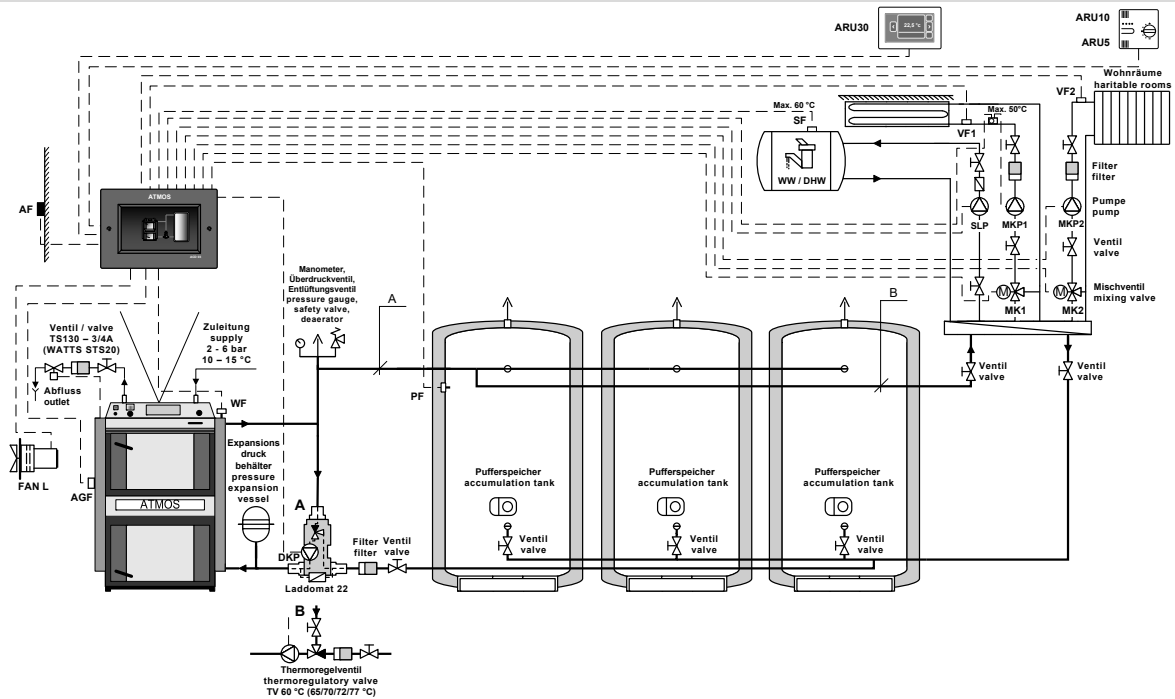 ARU30
22,5 °c
ARU10
ARU5
Wohnräume
haritable rooms
VF2
Max. 60 °C
SF
Max. 50°C
VF1
WW / DHW
Filter
filter
AF
ATMOS
SLP
MKP1
MKP2
Pumpe
pump
Ventil
valve
Manometer,
Überdruckventil,
Entlüftungsventil
pressure gauge,
safety valve,
deaerator
A
B
M
M
Mischventil
mixing valve
MK1
MK2
Ventil / valve
TS130 – 3/4A
(WATTS STS20)
Zuleitung
supply
2 - 6 bar
10 – 15 °C
Ventil
valve
Ventil
valve
Abfluss
outlet
WF
PF
FAN L
AGF
Expansions
druck
behälter
pressure
expansion
vessel
ATMOS
Pufferspeicher
accumulation tank
Pufferspeicher
accumulation tank
Pufferspeicher
accumulation tank
A
DKP
Filter
filter
Ventil
valve
Ventil
valve
Ventil
valve
Ventil
valve
Laddomat 22
B
Thermoregelventil
thermoregulatory valve
TV 60 °C (65/70/72/77 °C)